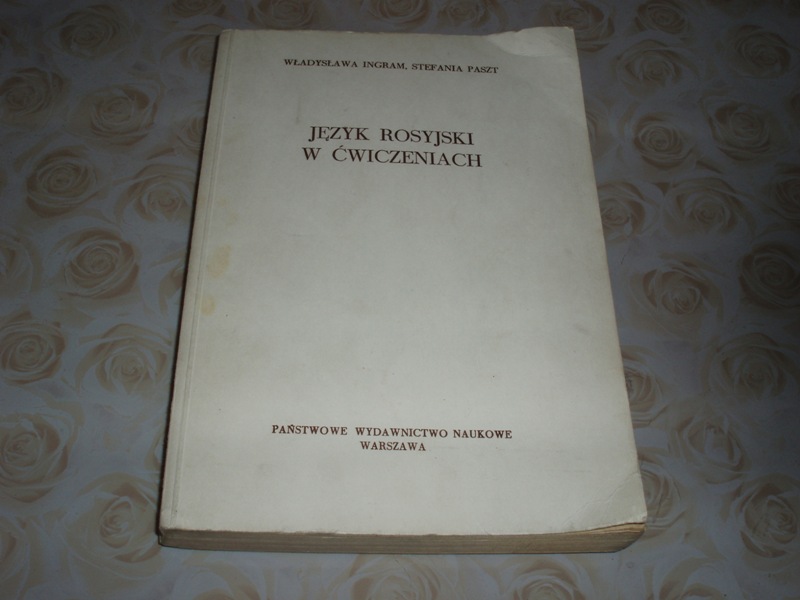 WŁADYSŁAWA INGRAM, STEFANIA PASZT
JĘZYK ROSYJSKI
W ĆWICZENIACH
PAŃSTWOWE WYDAWNICTWO NAUKOWE
WARSZAWA